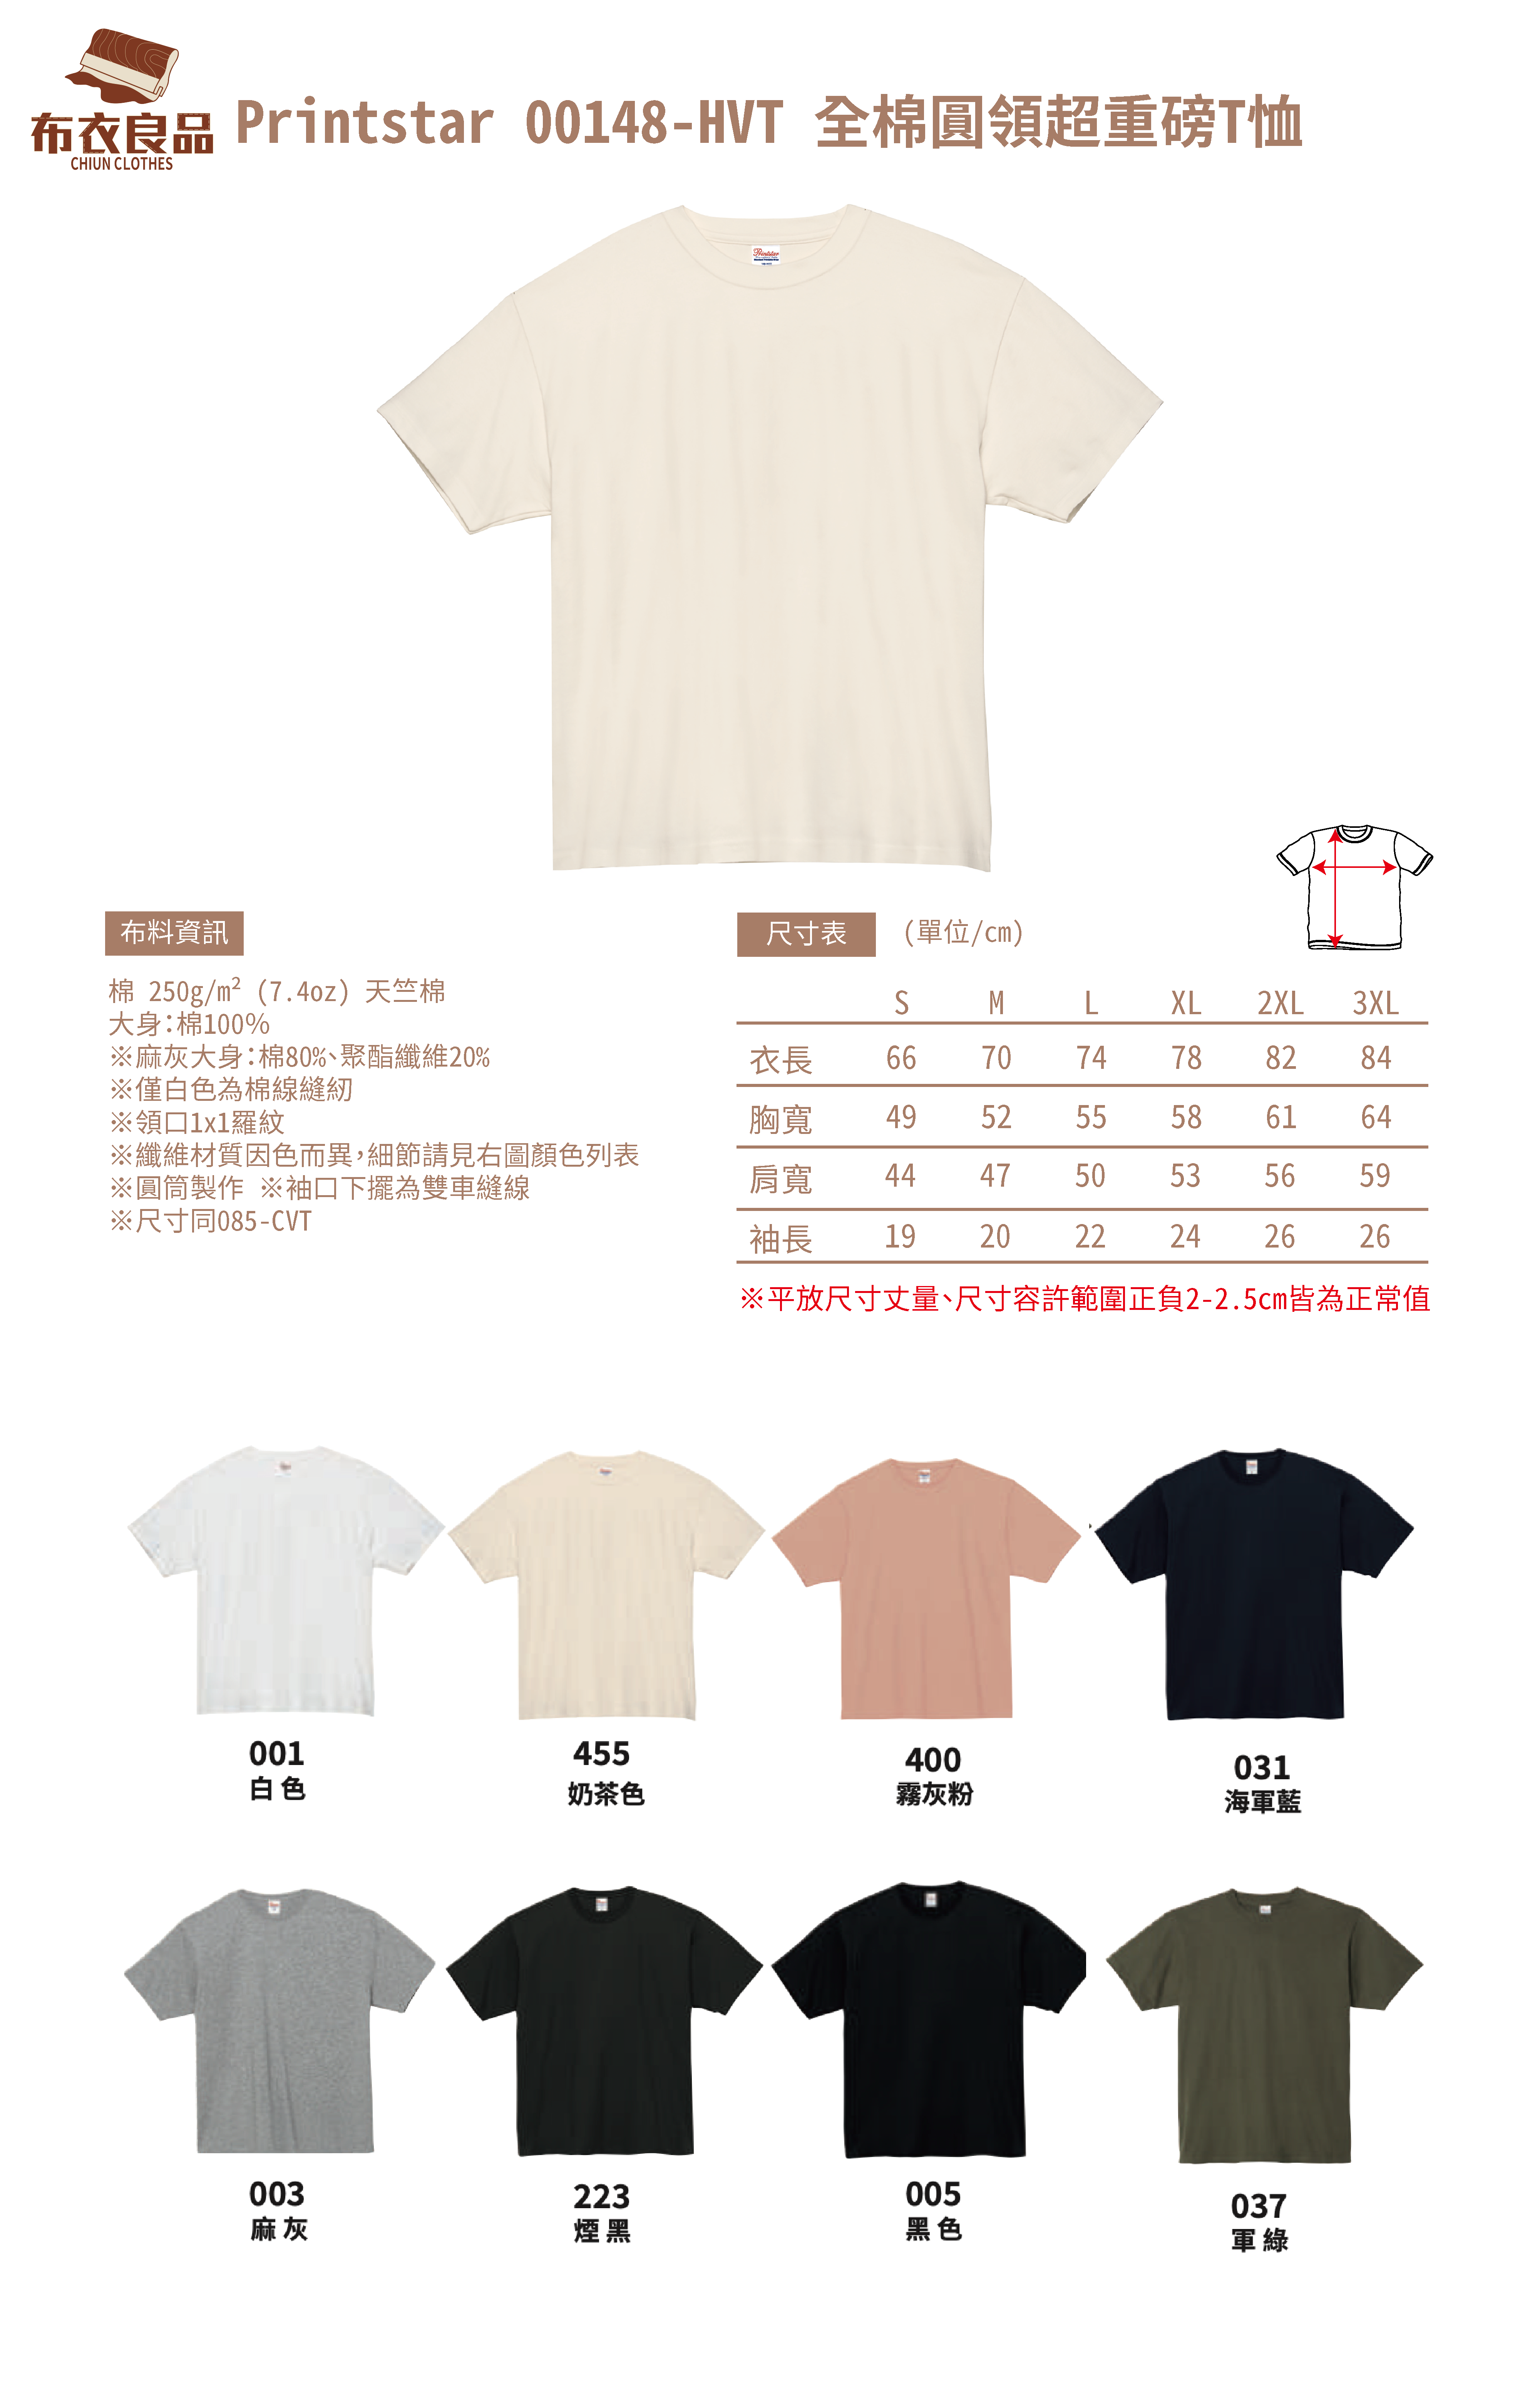 布衣良品
CHIUN CLOTHES
Printstar 00148-HVT 全棉圓領超重磅T恤
Printstar
布料資訊
棉 250g/m² (7.4oz) 天竺棉
大身：棉100%
※麻灰大身：棉80%、聚酯纖維20%
※僅白色為棉線縫紉
※領口1x1羅紋
※纖維材質因色而異，細節請見右圖顏色列表
※圓筒製作 ※袖口下擺為雙車縫線
※尺寸同085-CVT
尺寸表 (單位/cm)
S M L XL 2XL 3XL
衣長 66 70 74 78 82 84
胸寬 49 52 55 58 61 64
肩寬 44 47 50 53 56 59
袖長 19 20 22 24 26 26
※平放尺寸丈量、尺寸容許範圍正負2-2.5cm皆為正常值
001
白色
455
奶茶色
400
霧灰粉
031
海軍藍
003
麻灰
223
煙黑
005
黑色
037
軍綠